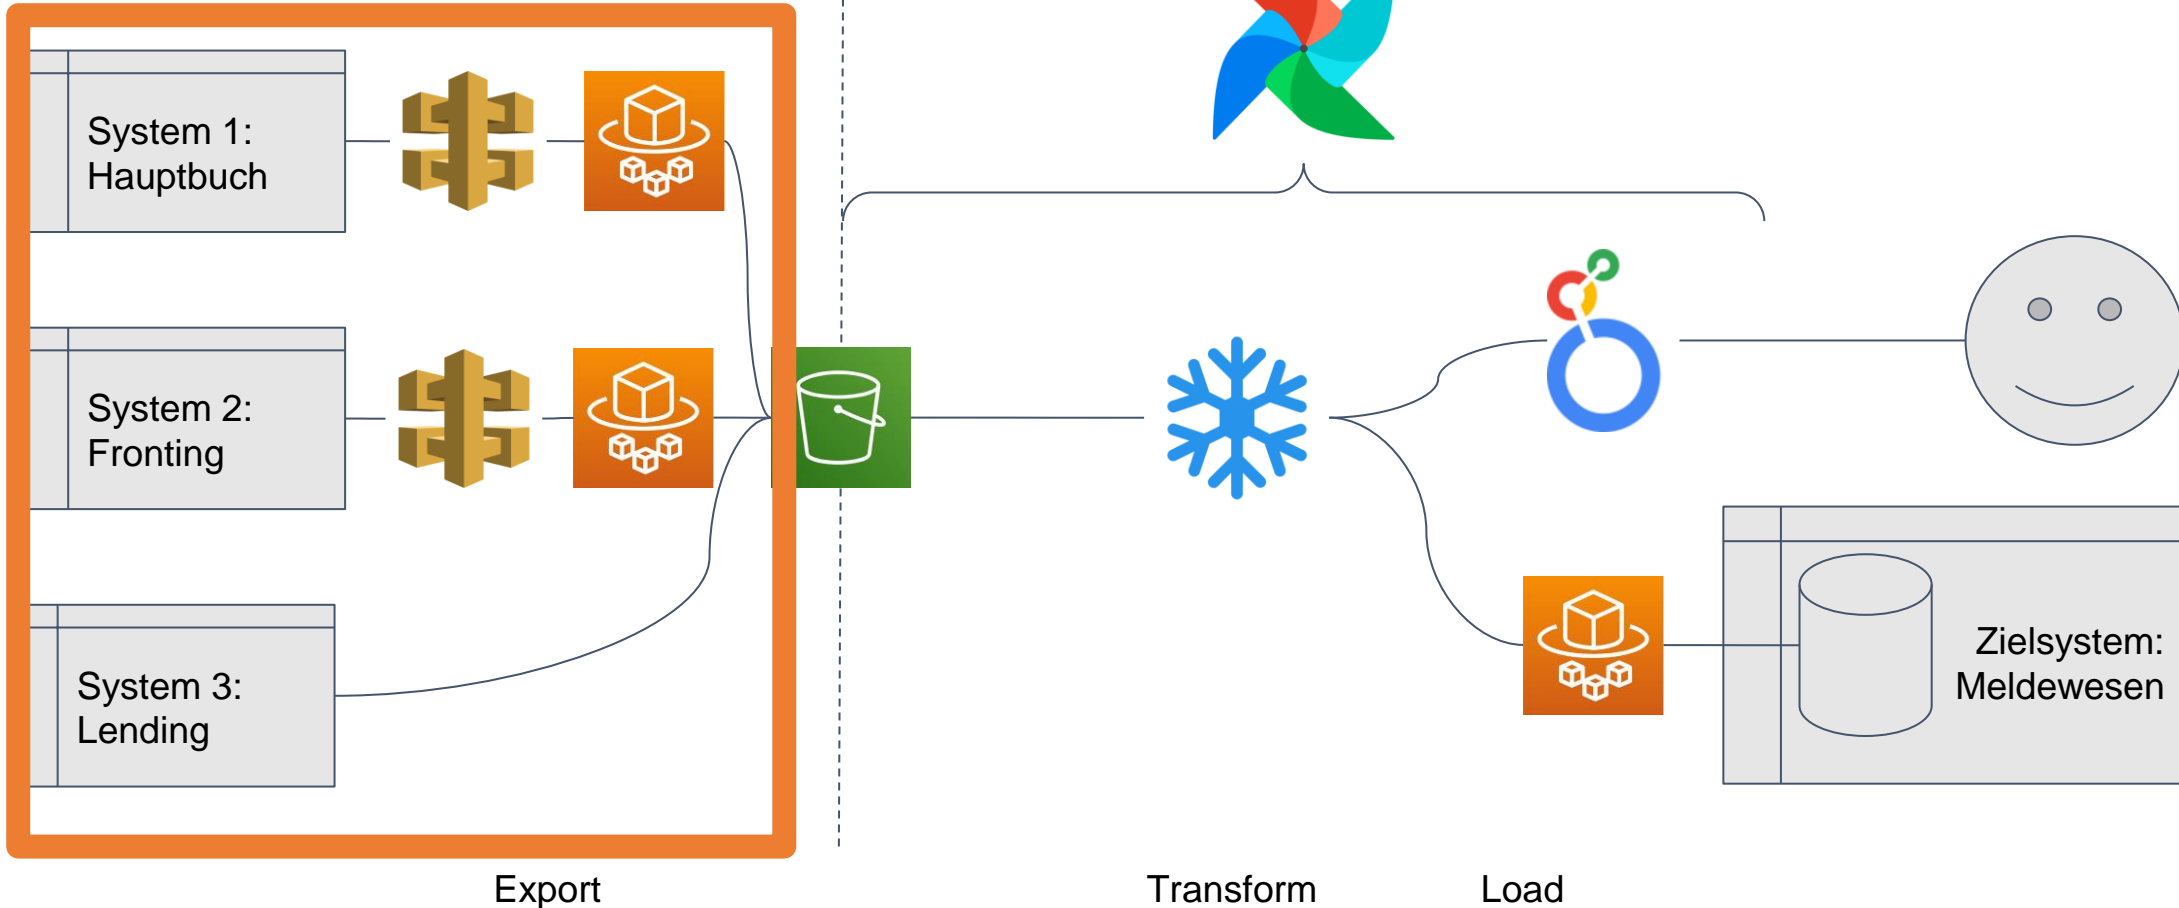 System 1:
Hauptbuch
System 2:
Fronting
System 3:
Lending
Zielsystem:
Meldewesen
Export
Transform
Load